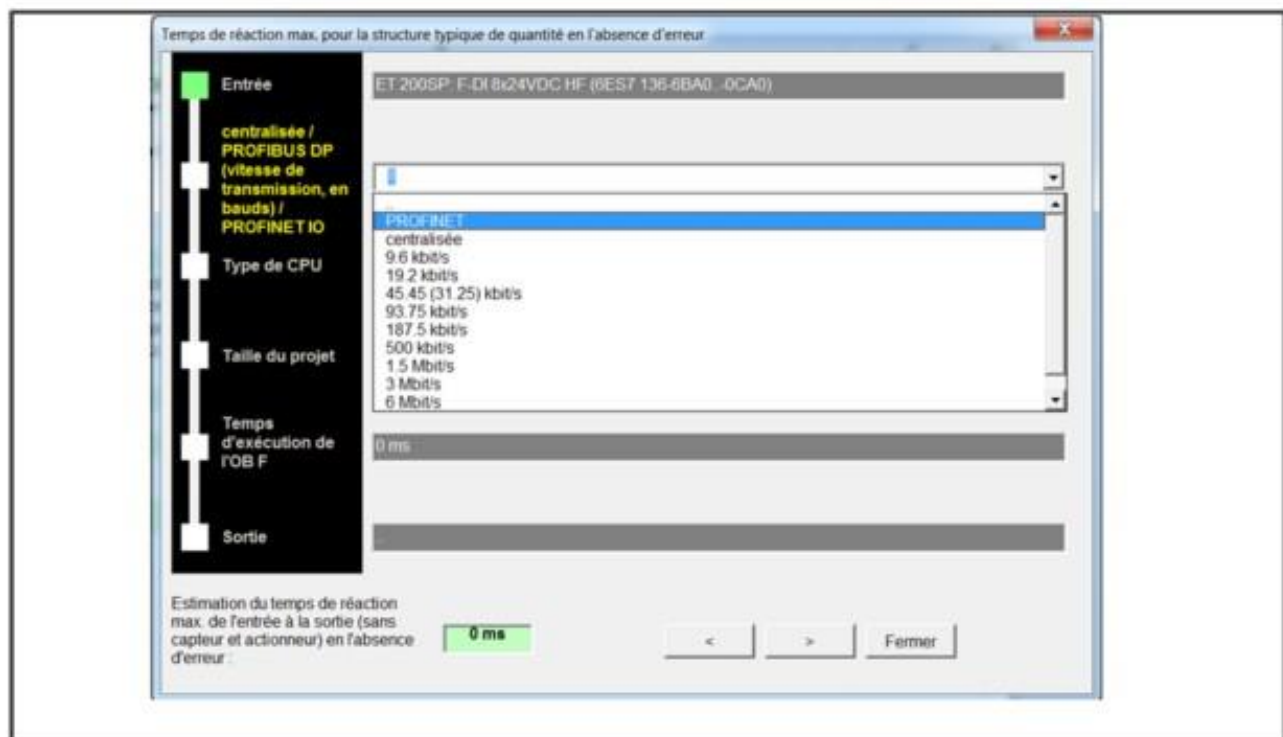 Temps de réaction max. pour la structure typique de quantité en l'absence d'erreur
Entrée
ET 200SP: F-DI 8x24VDC HF (6ES7 136-6BA0.-0CA0)
centralisée /
PROFIBUS DP
(vitesse de
transmission, en
bauds) /
PROFINET IO
PROFINET
centralisée
9.6 kbit/s
19.2 kbit/s
45.45 (31.25) kbit/s
93.75 kbit/s
187.5 kbit/s
500 kbit/s
1.5 Mbit/s
3 Mbit/s
6 Mbit/s
Type de CPU
Taille du projet
Temps
d'exécution de
l'OB F
0 ms
Sortie
Estimation du temps de réaction
max. de l'entrée à la sortie (sans
capteur et actionneur) en l'absence
d'erreur :
0 ms
<
>
Fermer